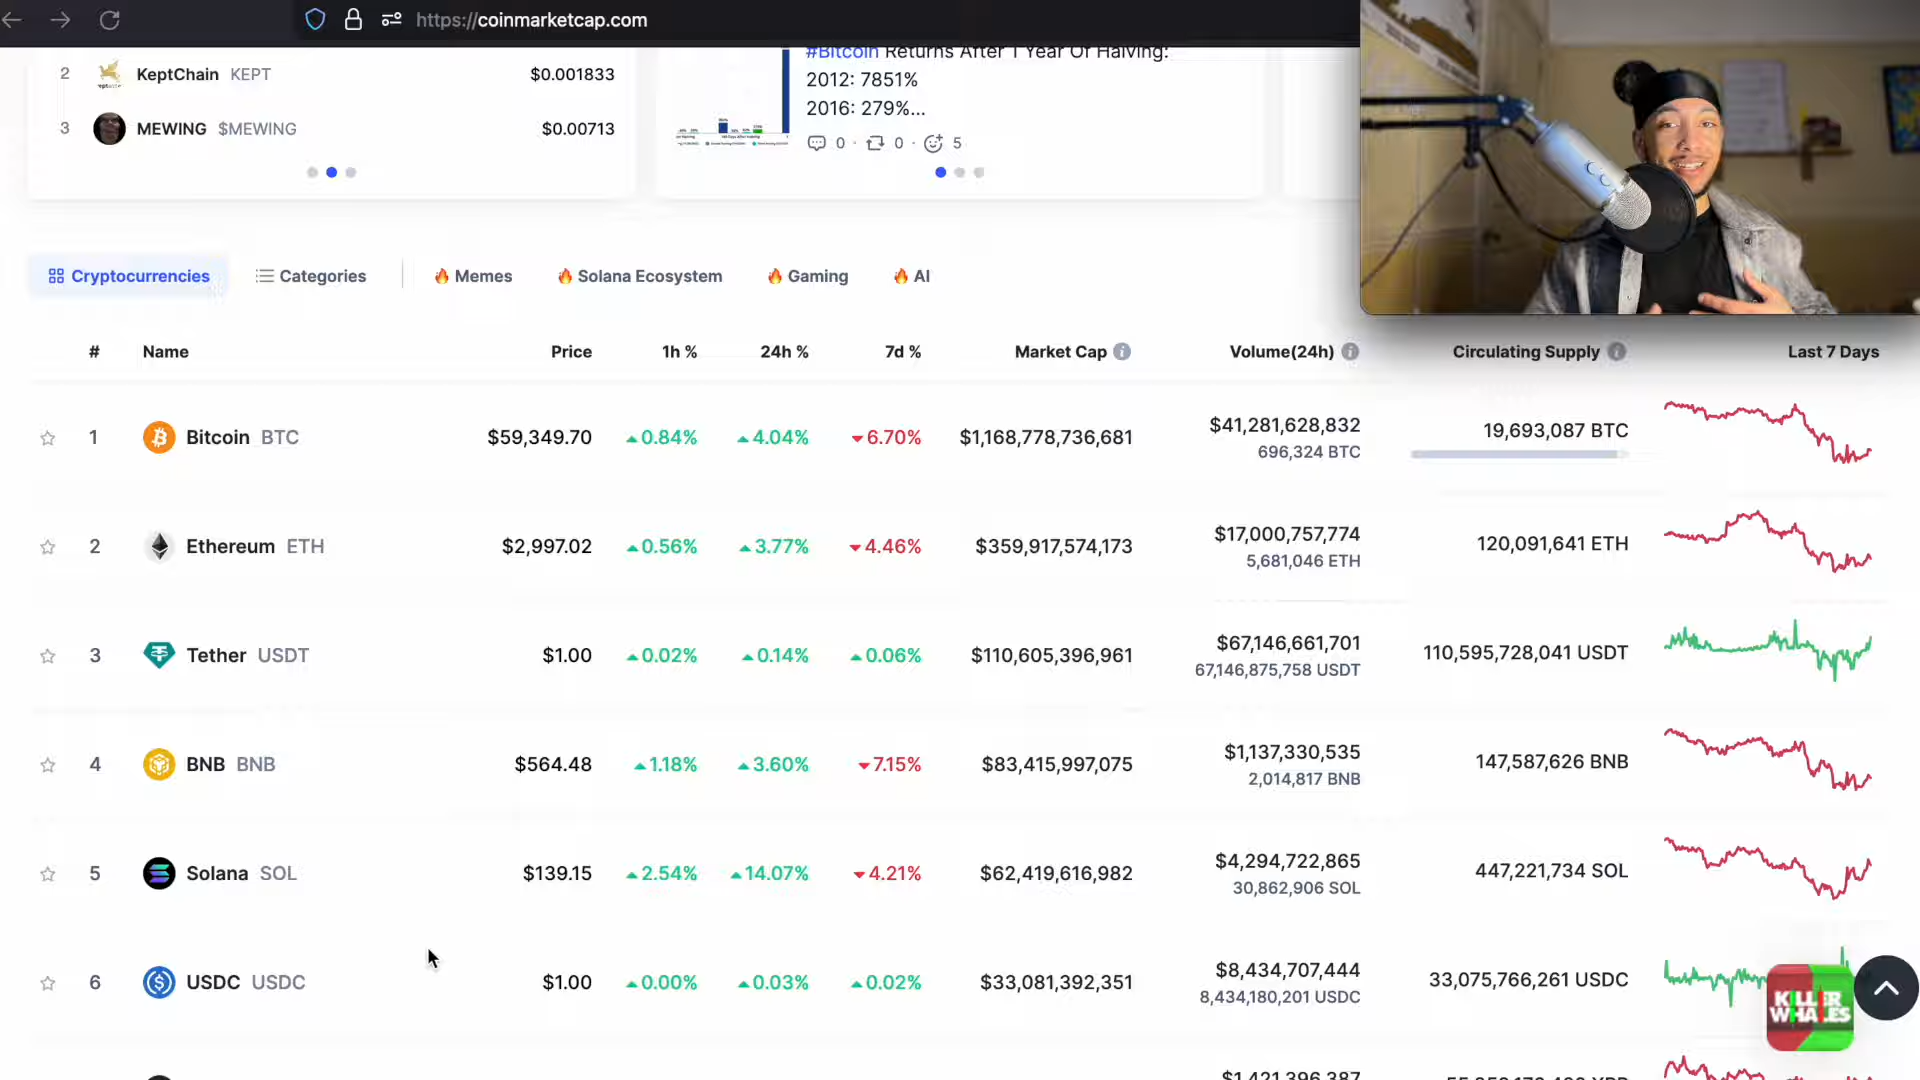 https://coinmarketcap.com
2 KeptChain KEPT $0.001833
3 MEWING $MEWING $0.00713
#Bitcoin Returns After 1 Year Of Halving:
2012: 7851%
2016: 279%...
0 · 0 · 5
Cryptocurrencies Categories Memes Solana Ecosystem Gaming AI
# Name Price 1h % 24h % 7d % Market Cap Volume(24h) Circulating Supply Last 7 Days
1 Bitcoin BTC $59,349.70 0.84% 4.04% 6.70% $1,168,778,736,681 $41,281,628,832 19,693,087 BTC
696,324 BTC
2 Ethereum ETH $2,997.02 0.56% 3.77% 4.46% $359,917,574,173 $17,000,757,774 120,091,641 ETH
5,681,046 ETH
3 Tether USDT $1.00 0.02% 0.14% 0.06% $110,605,396,961 $67,146,661,701 110,595,728,041 USDT
67,146,875,758 USDT
4 BNB BNB $564.48 1.18% 3.60% 7.15% $83,415,997,075 $1,137,330,535 147,587,626 BNB
2,014,817 BNB
5 Solana SOL $139.15 2.54% 14.07% 4.21% $62,419,616,982 $4,294,722,865 447,221,734 SOL
30,862,906 SOL
6 USDC USDC $1.00 0.00% 0.03% 0.02% $33,081,392,351 $8,434,707,444 33,075,766,261 USDC
8,434,180,201 USDC
KILLER
WHALES
$1,421,396,387